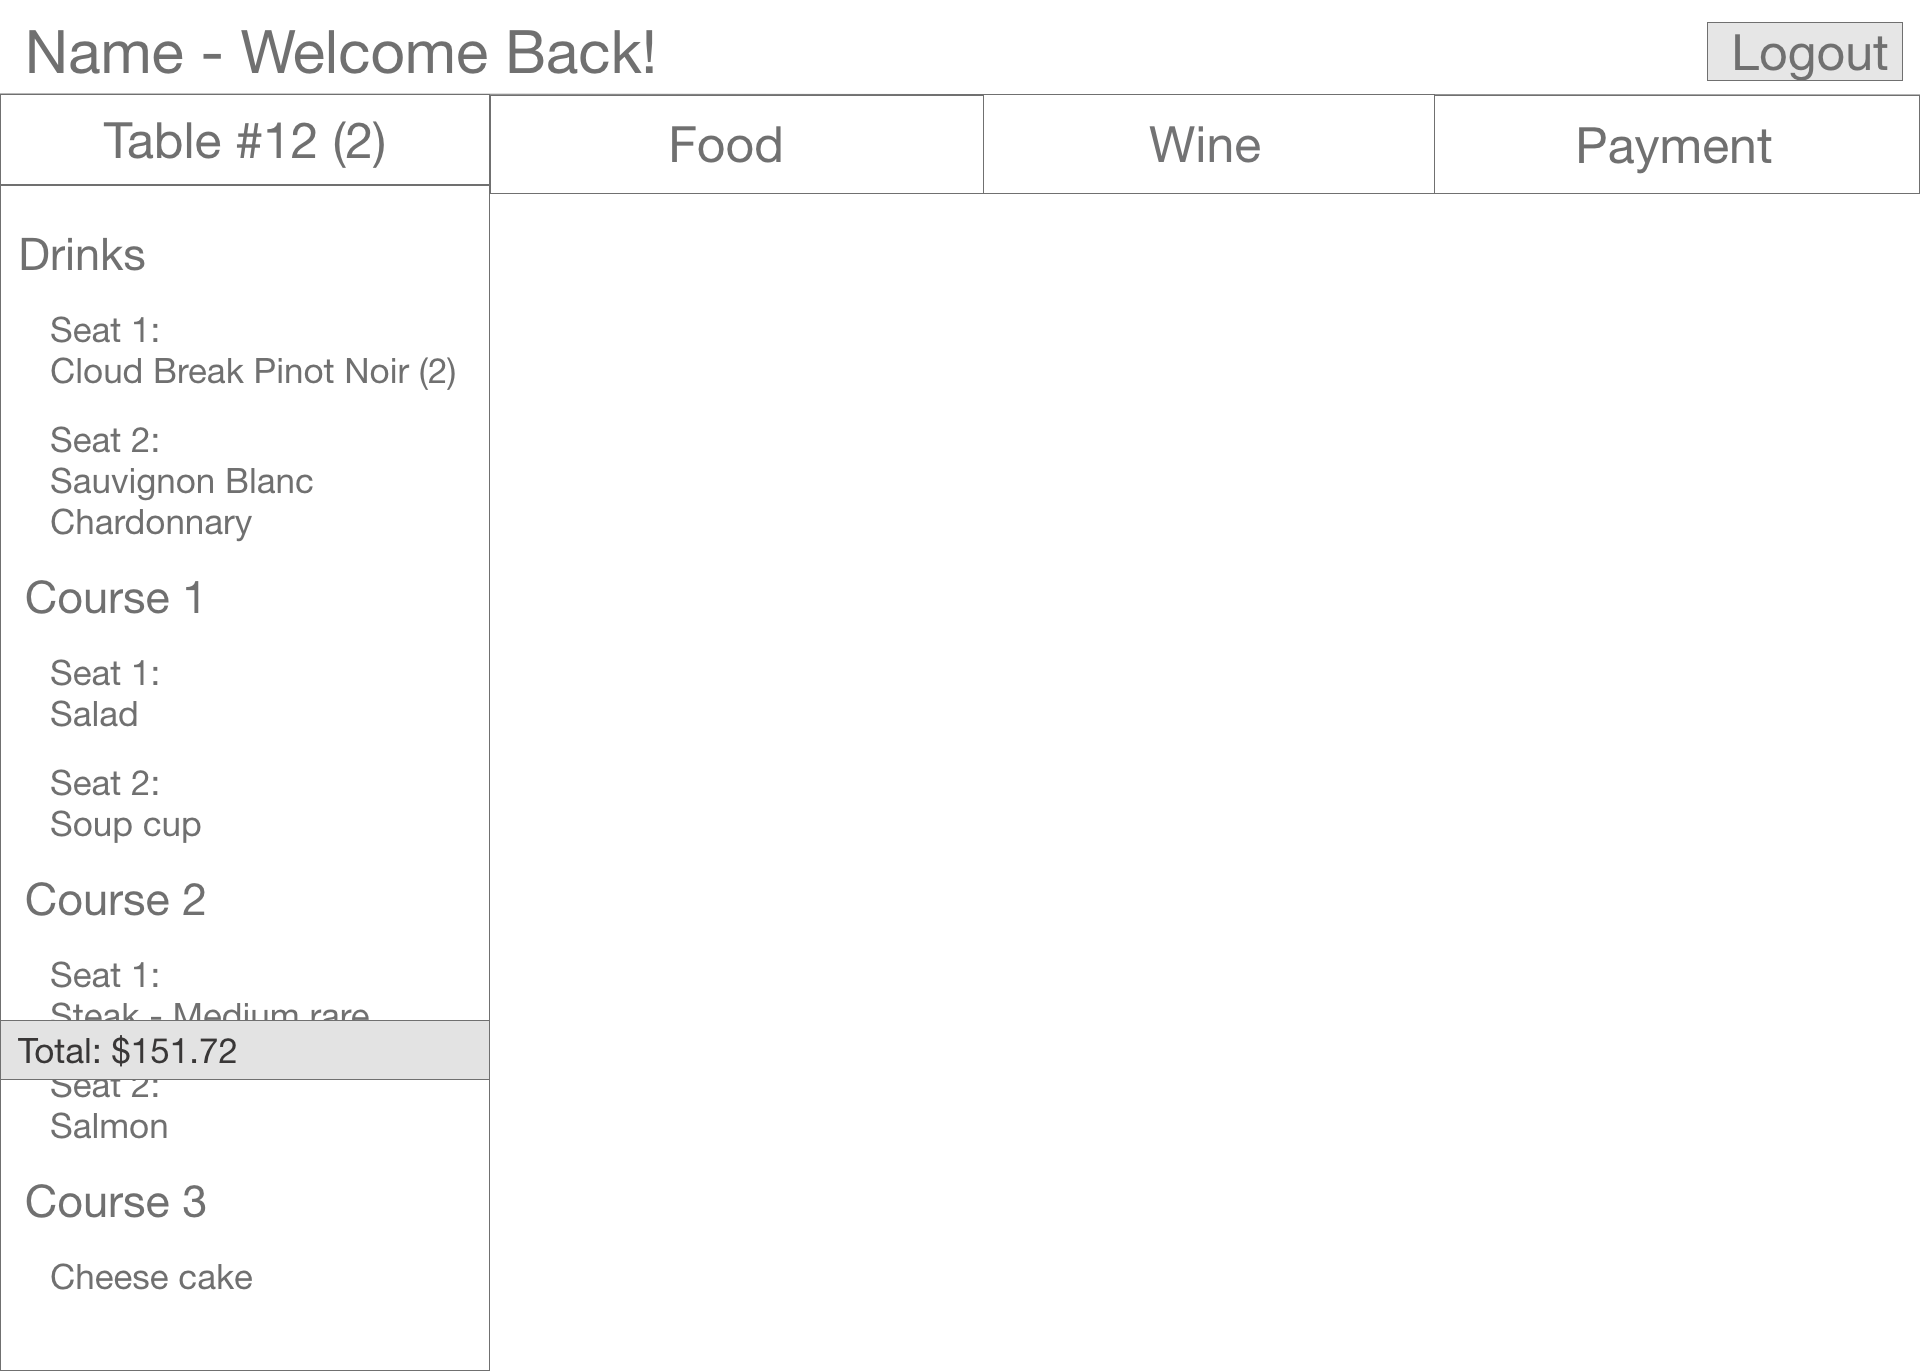 Name - Welcome Back!
Logout
Table #12 (2)
Food
Wine
Payment
Drinks
Seat 1:
Cloud Break Pinot Noir (2)
Seat 2:
Sauvignon Blanc
Chardonnary
Course 1
Seat 1:
Salad
Seat 2:
Soup cup
Course 2
Seat 1:
Steak - Medium rare
Total: $151.72
Seat 2:
Salmon
Course 3
Cheese cake